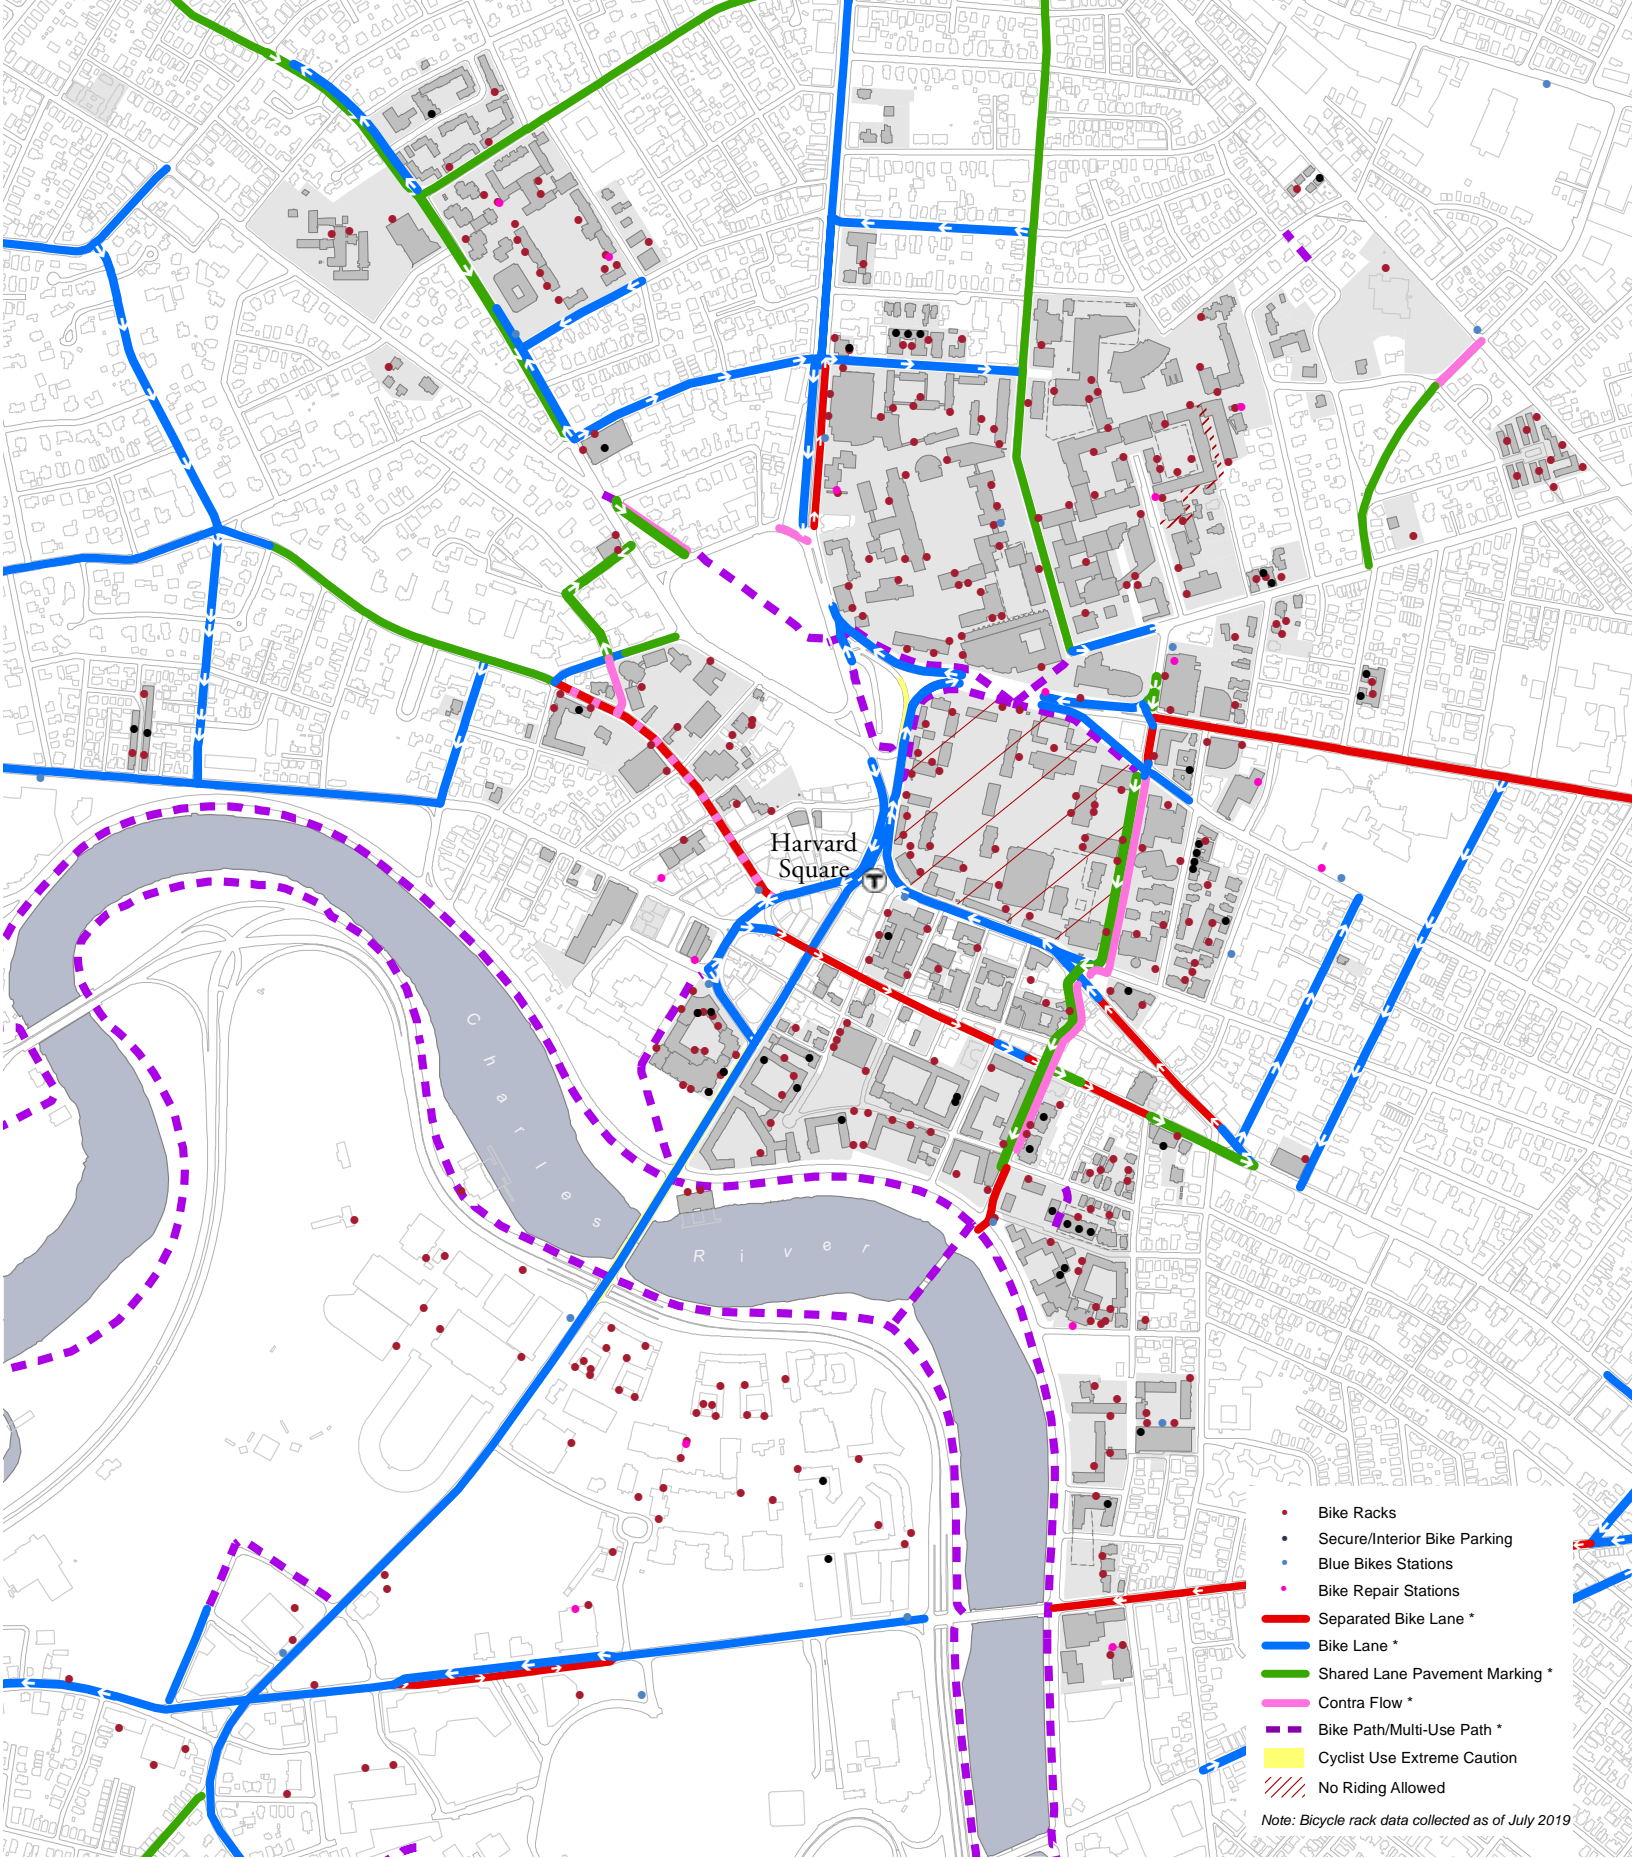 Harvard
Square
T
Charles
River
Bike Racks
Secure/Interior Bike Parking
Blue Bikes Stations
Bike Repair Stations
Separated Bike Lane *
Bike Lane *
Shared Lane Pavement Marking *
Contra Flow *
Bike Path/Multi-Use Path *
Cyclist Use Extreme Caution
No Riding Allowed
Note: Bicycle rack data collected as of July 2019